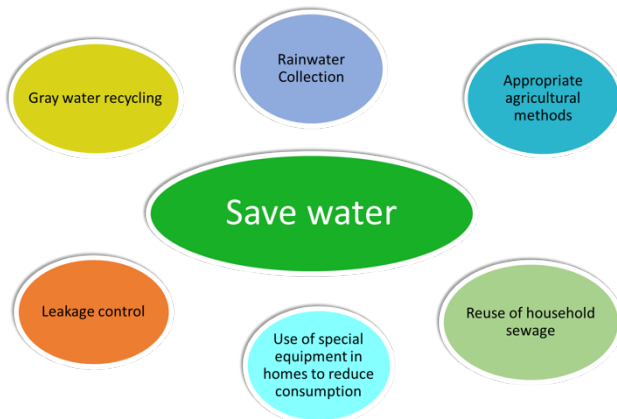 Rainwater
Collection
Gray water recycling
Appropriate
agricultural
methods
Save water
Leakage control
Reuse of household
sewage
Use of special
equipment in
homes to reduce
consumption